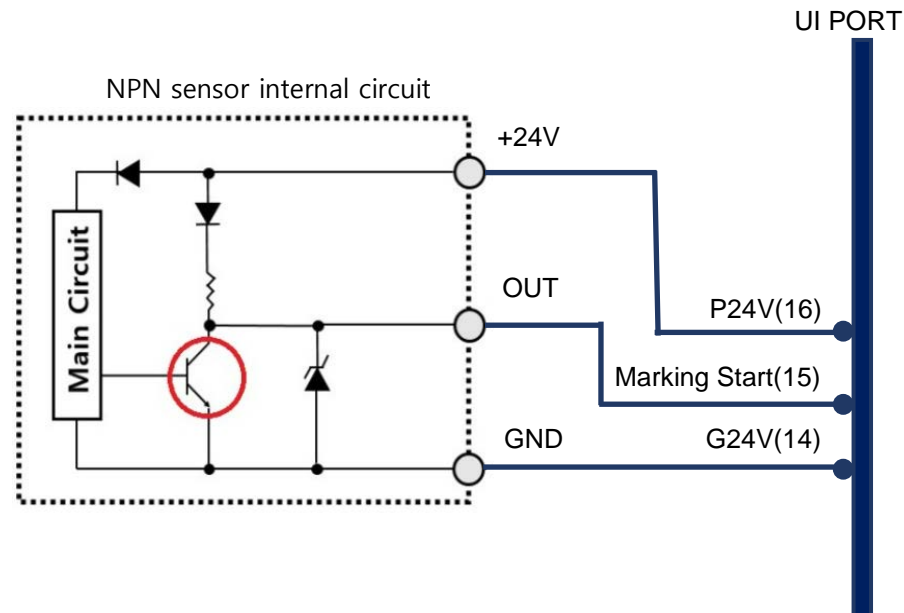 UI PORT
NPN sensor internal circuit
+24V
Main Circuit
OUT
P24V(16)
Marking Start(15)
GND
G24V(14)